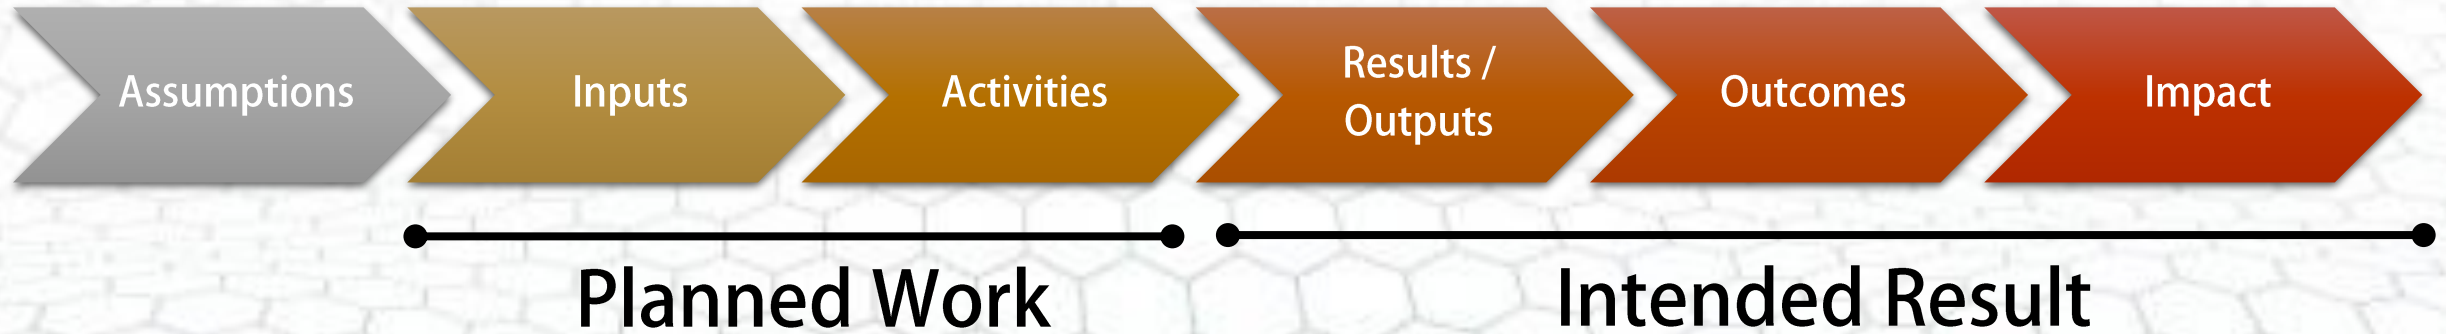 Assumptions
Inputs
Activities
Results /
Outputs
Outcomes
Impact
Planned Work
Intended Result